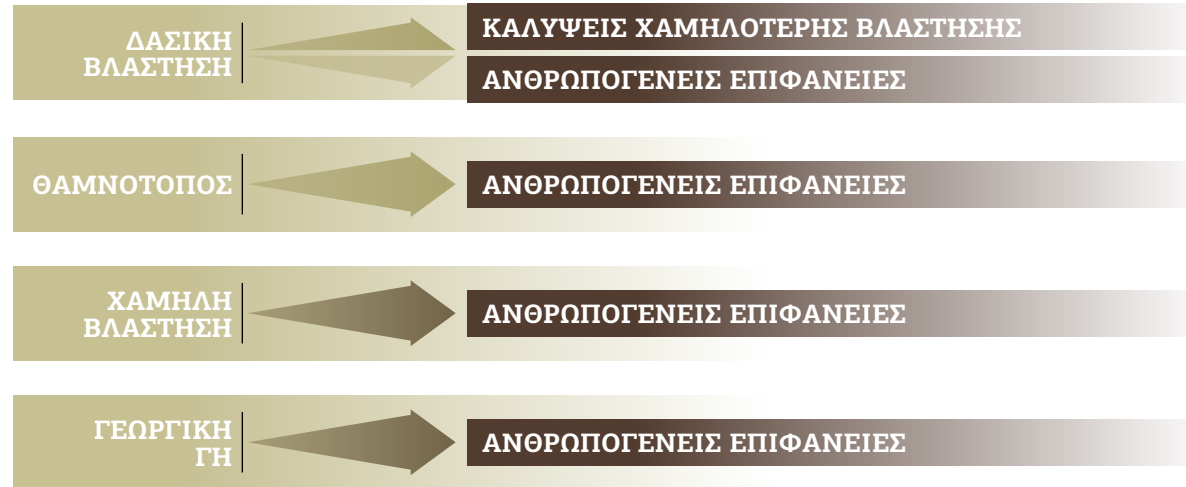 ΔΑΣΙΚΗ
ΒΛΑΣΤΗΣΗ
ΚΑΛΥΨΕΙΣ ΧΑΜΗΛΟΤΕΡΗΣ ΒΛΑΣΤΗΣΗΣ
ΑΝΘΡΩΠΟΓΕΝΕΙΣ ΕΠΙΦΑΝΕΙΕΣ
ΘΑΜΝΟΤΟΠΟΣ
ΑΝΘΡΩΠΟΓΕΝΕΙΣ ΕΠΙΦΑΝΕΙΕΣ
ΧΑΜΗΛΗ
ΒΛΑΣΤΗΣΗ
ΑΝΘΡΩΠΟΓΕΝΕΙΣ ΕΠΙΦΑΝΕΙΕΣ
ΓΕΩΡΓΙΚΗ
ΓΗ
ΑΝΘΡΩΠΟΓΕΝΕΙΣ ΕΠΙΦΑΝΕΙΕΣ